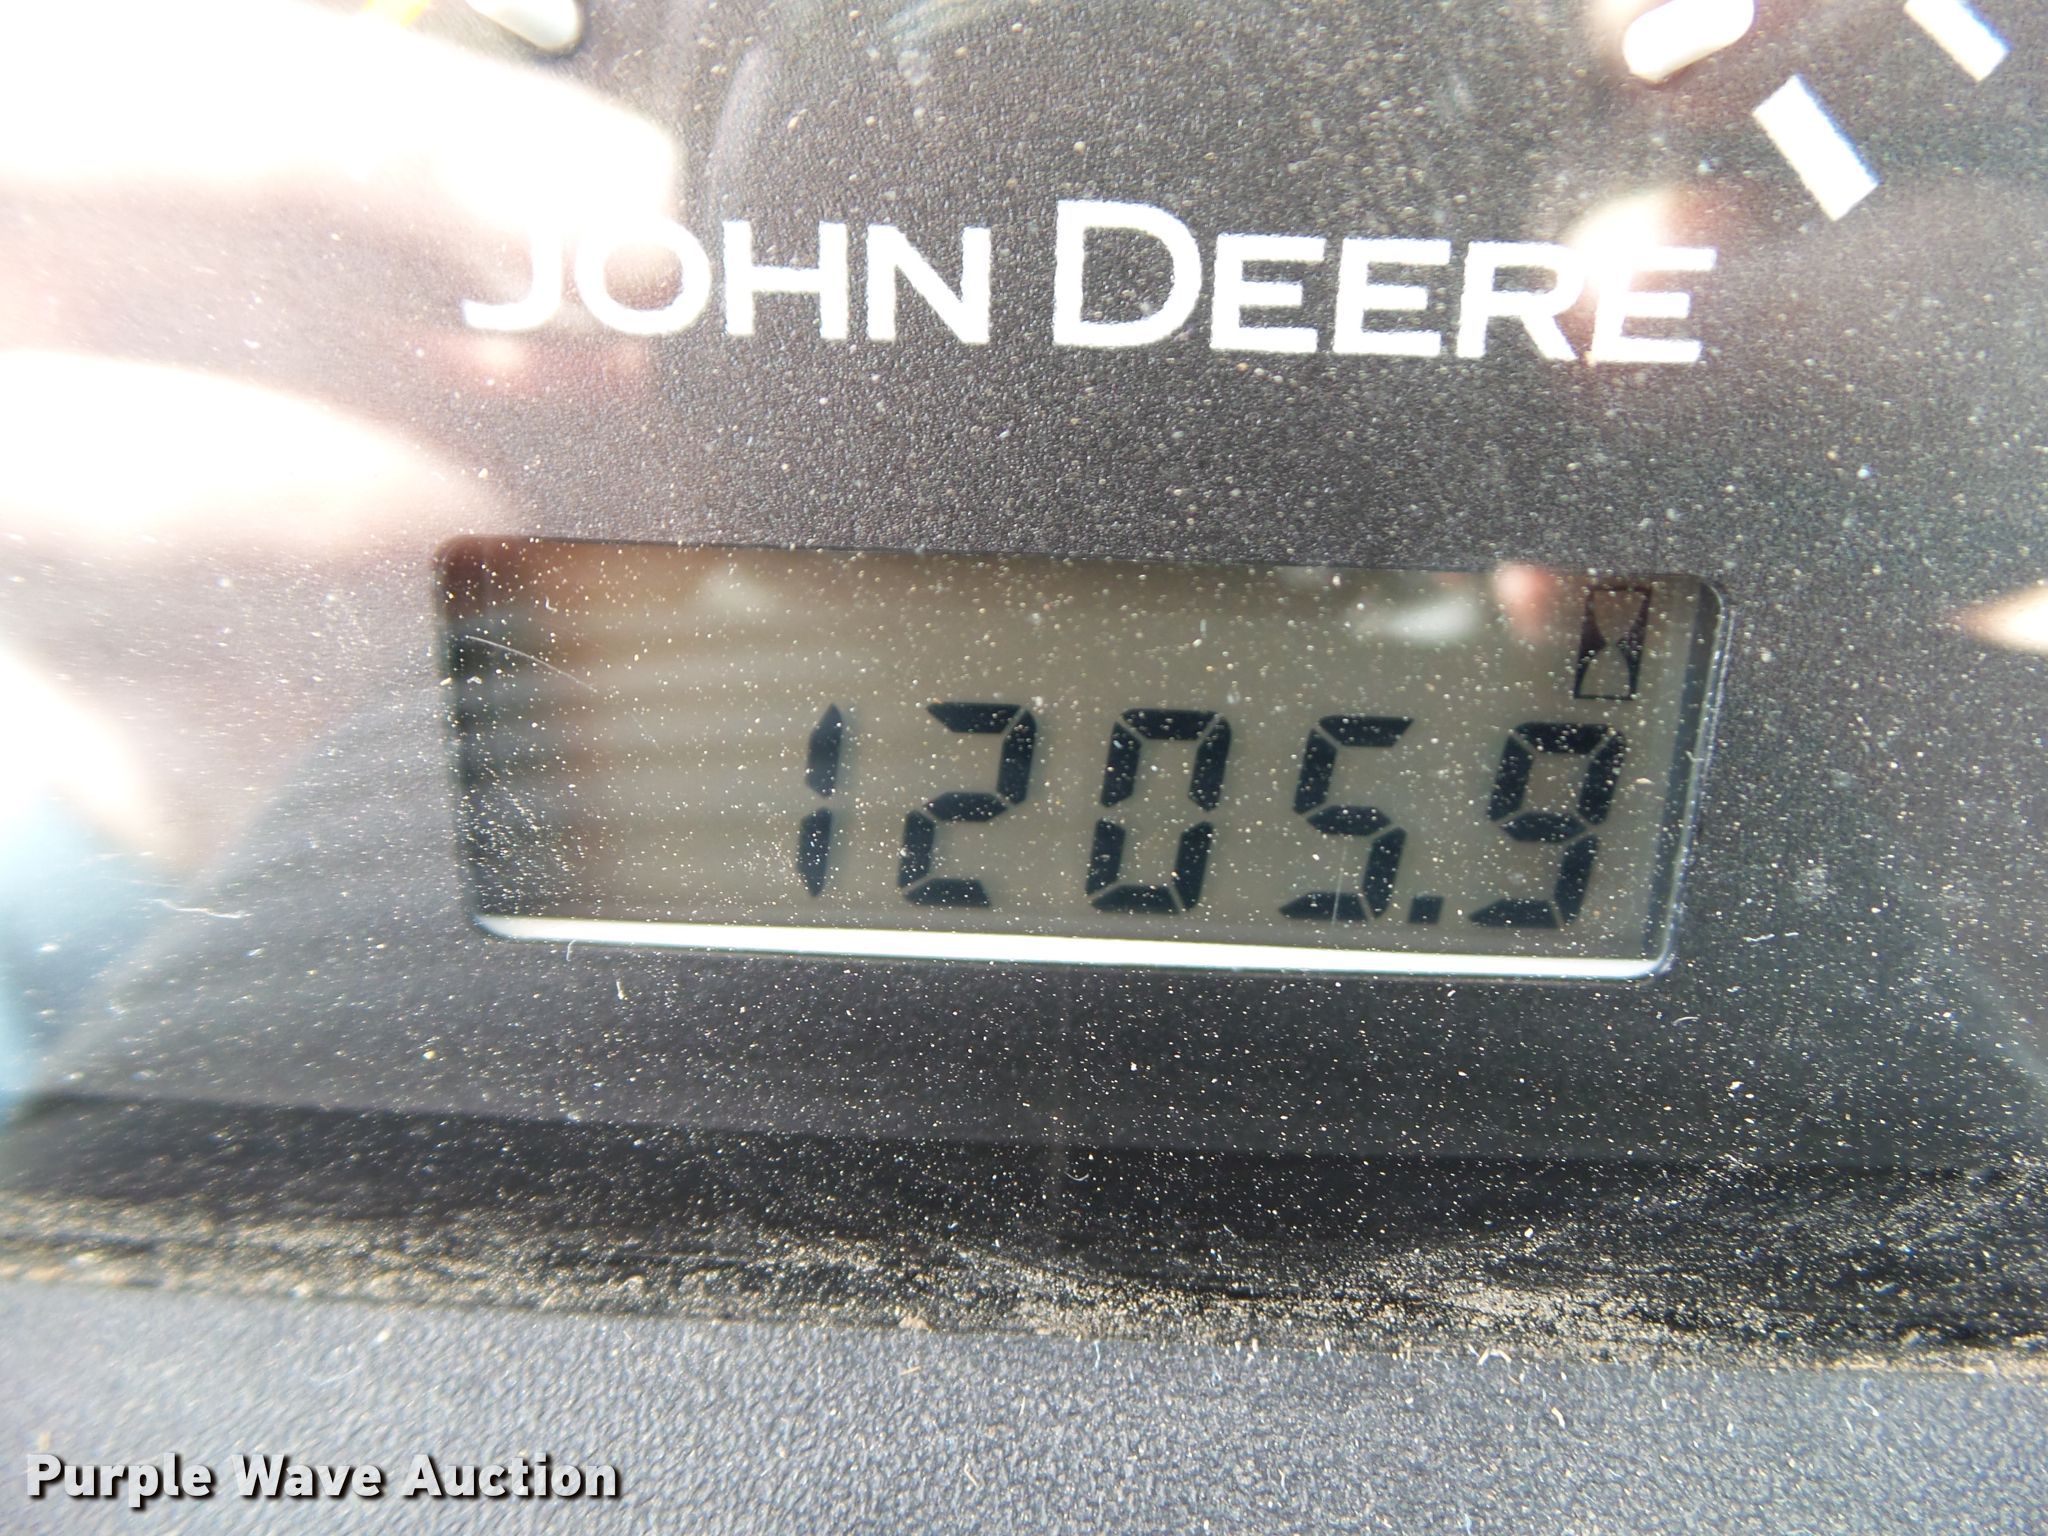 JOHN DEERE
1205.9
Purple Wave Auction